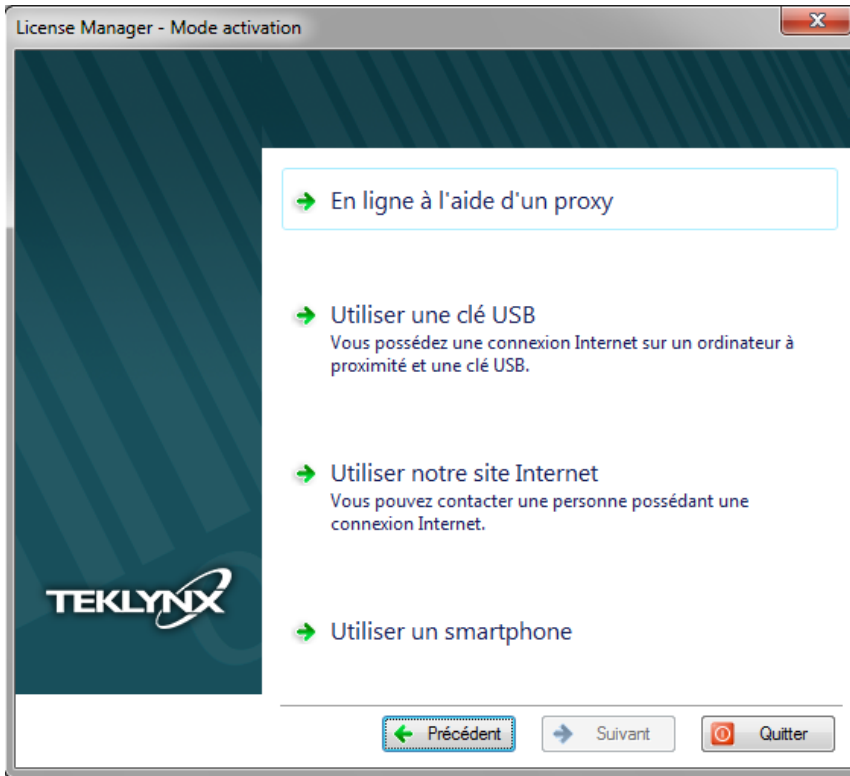 License Manager - Mode activation
En ligne à l'aide d'un proxy
Utiliser une clé USB
Vous possédez une connexion Internet sur un ordinateur à
proximité et une clé USB.
Utiliser notre site Internet
Vous pouvez contacter une personne possédant une
connexion Internet.
TEKLYNX
Utiliser un smartphone
Précédent
Suivant
Quitter